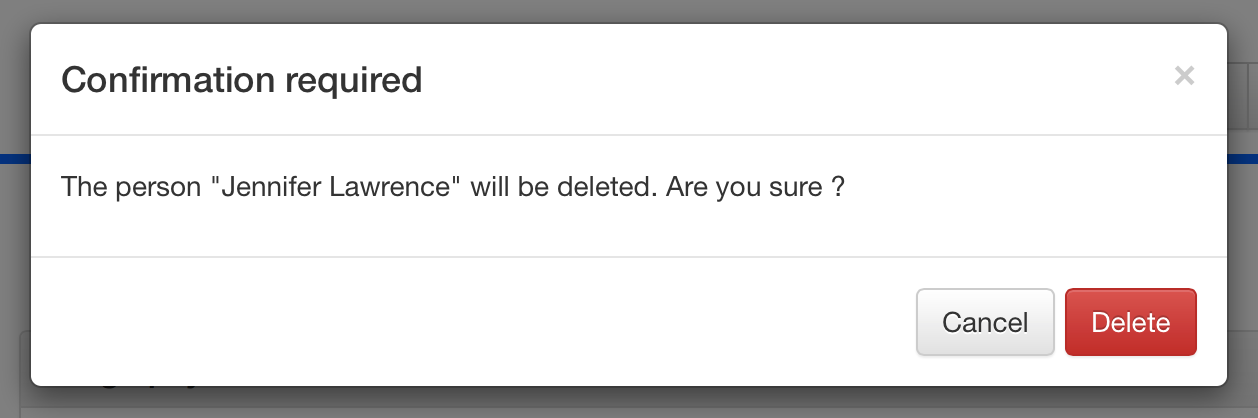 Confirmation required
×
The person "Jennifer Lawrence" will be deleted. Are you sure ?
Cancel
Delete